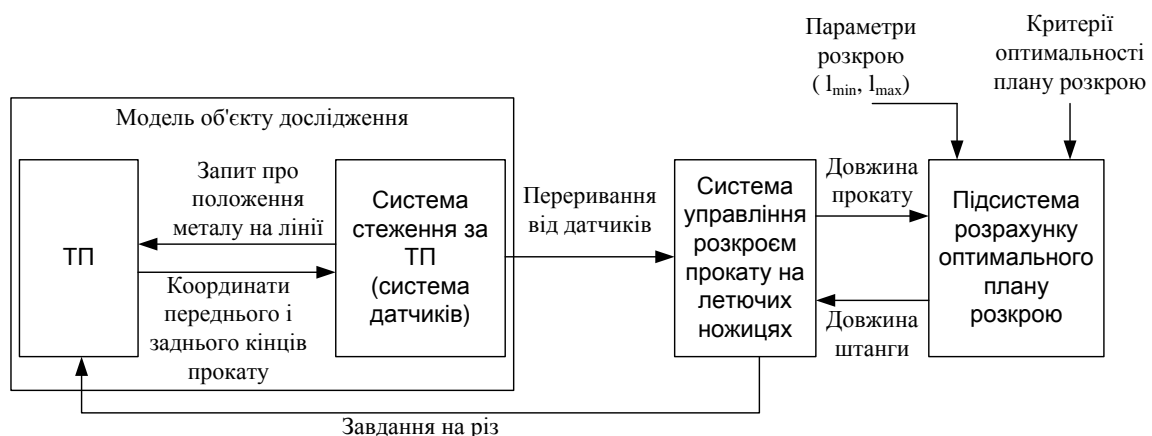 Параметри
розкрою
( l_min, l_max)
Критерії
оптимальності
плану розкрою
Модель об'єкту дослідження
ТП
Запит про
положення
металу на лінії
Координати
переднього і
заднього кінців
прокату
Система
стеження за
ТП
(система
датчиків)
Переривання
від датчиків
Система
управління
розкроєм
прокату на
летючих
ножицях
Довжина
прокату
Довжина
штанги
Підсистема
розрахунку
оптимального
плану
розкрою
Завдання на різ